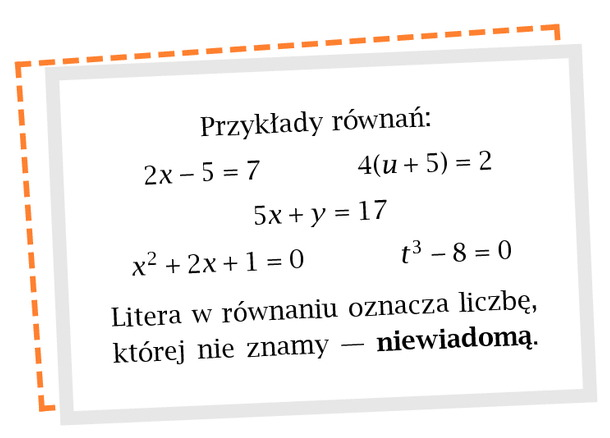 Przykłady równań:
2x − 5 = 7 4(u + 5) = 2
5x + y = 17
x² + 2x + 1 = 0 t³ − 8 = 0
Litera w równaniu oznacza liczbę,
której nie znamy — niewiadomą.